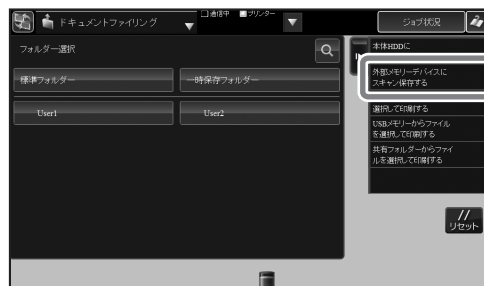 ドキュメントファイリング
通信中
プリンター
ジョブ状況
フォルダー選択
標準フォルダー
一時保存フォルダー
User1
User2
本体HDDに
外部メモリーデバイスに
スキャン保存する
選択して印刷する
USBメモリーからファイル
を選択して印刷する
共有フォルダーからファイ
ルを選択して印刷する
リセット